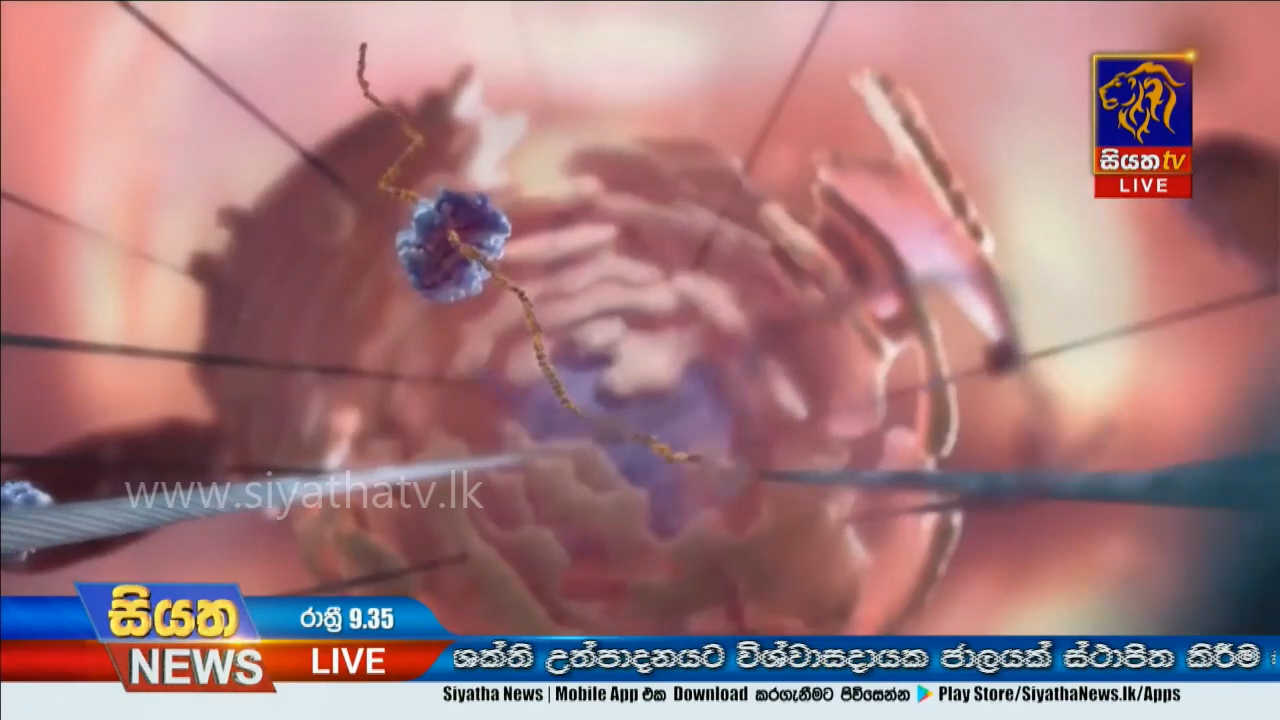 සියත tv
LIVE
www.siyathatv.lk
සියත
NEWS
රාත්‍රී 9.35
LIVE
ශක්ති උත්පාදනයට විශ්වාසදායක ජාලයක් ස්ථාපිත කිරීම
Siyatha News | Mobile App එක Download කරගැනීමට පිවිසෙන්න Play Store/SiyathaNews.lk/Apps